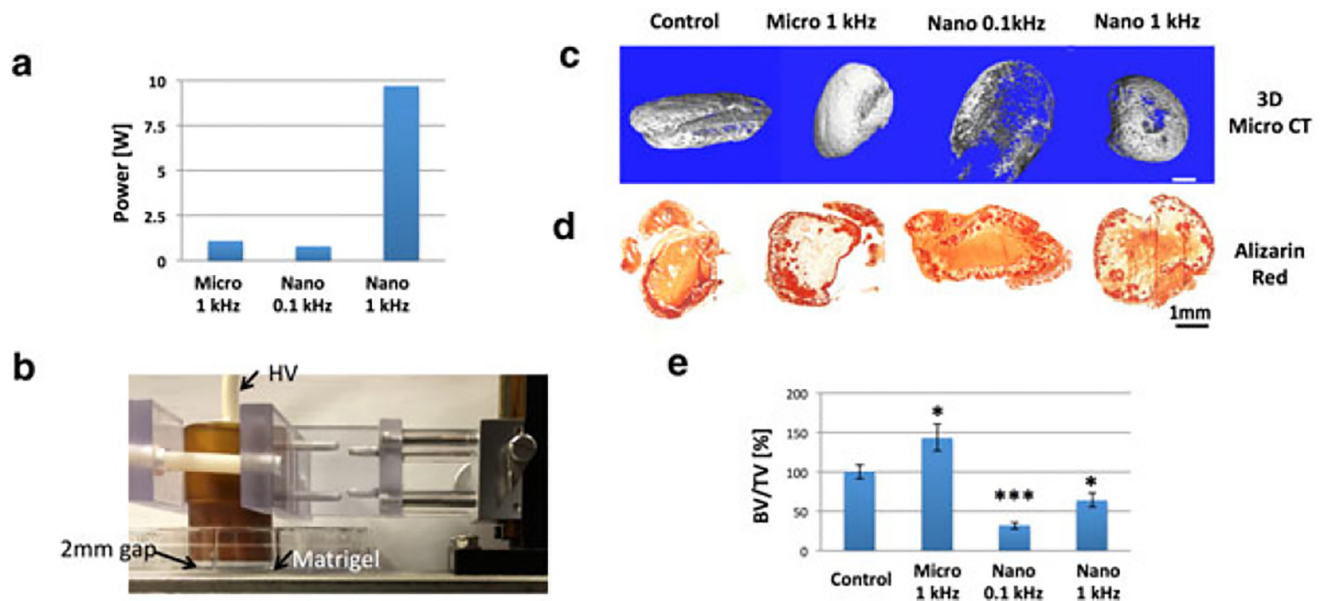 a
Power [W]
10
7.5
5
2.5
0
Micro
1 kHz
Nano
0.1 kHz
Nano
1 kHz
b
HV
2mm gap
Matrigel
Control
Micro 1 kHz
Nano 0.1kHz
Nano 1 kHz
c
3D
Micro CT
d
Alizarin
Red
1mm
e
BV/TV [%]
200
150
100
50
0
*
***
*
Control
Micro
1 kHz
Nano
0.1 kHz
Nano
1 kHz